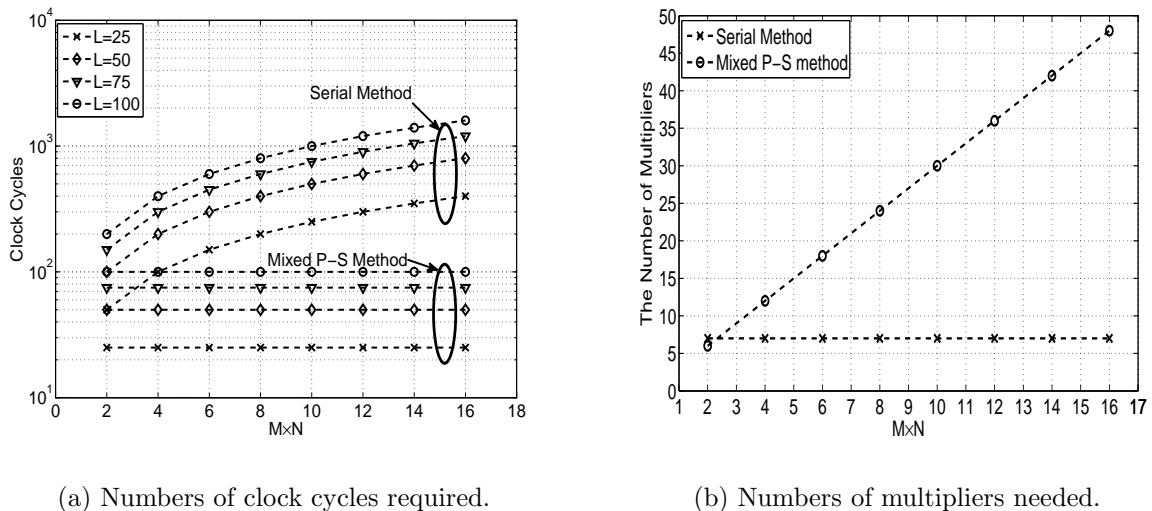 10^4
10^3
10^2
10^1
Clock Cycles
L=25
L=50
L=75
L=100
Serial Method
Mixed P−S Method
0 2 4 6 8 10 12 14 16 18
M×N
(a) Numbers of clock cycles required.
50
45
40
35
30
25
20
15
10
5
0
The Number of Multipliers
Serial Method
Mixed P−S method
1 2 3 4 5 6 7 8 9 10 11 12 13 14 15 16 17
M×N
(b) Numbers of multipliers needed.